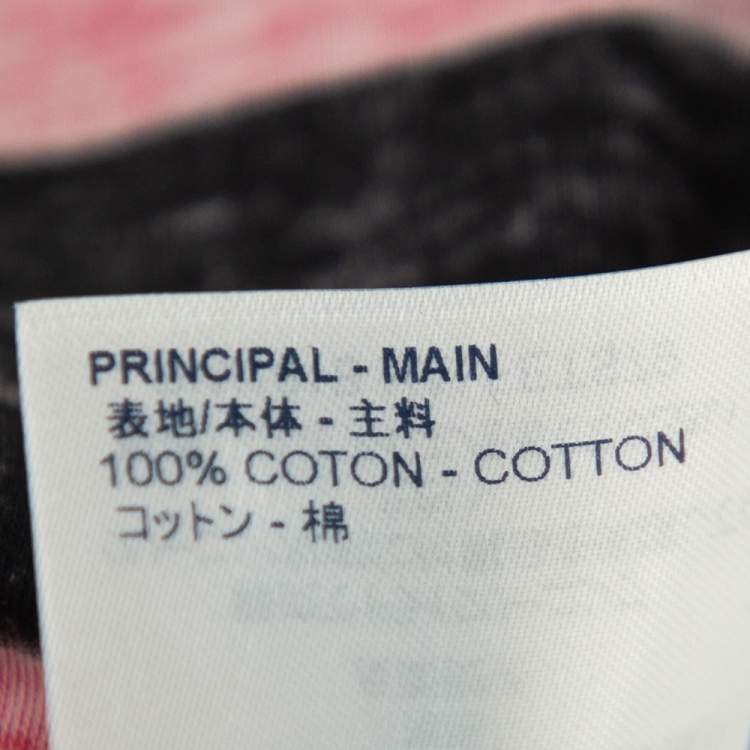 PRINCIPAL - MAIN
表地/本体 - 主料
100% COTON - COTTON
コットン - 棉